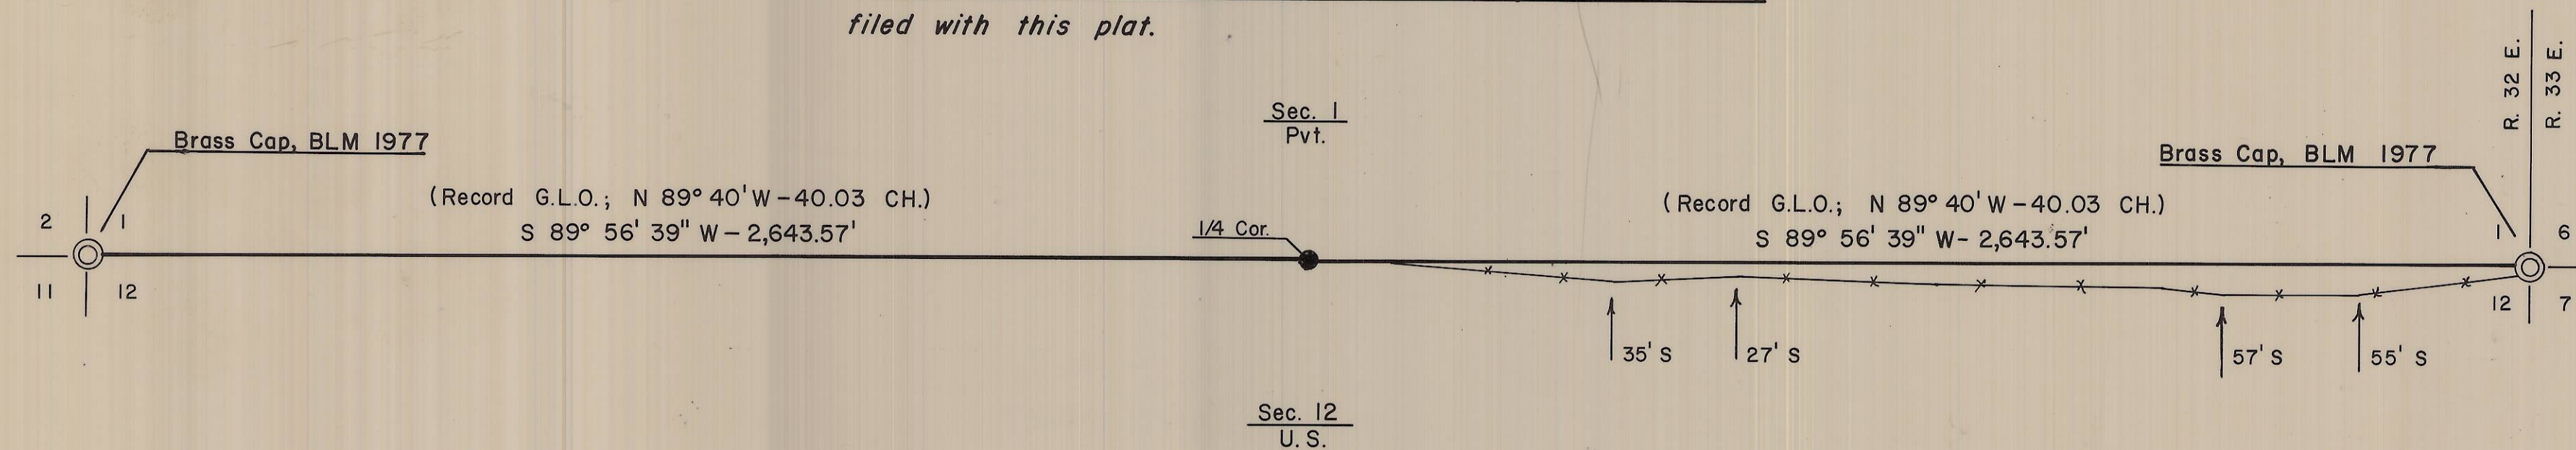 filed with this plat.
R. 32 E.
R. 33 E.
Sec. 1
Pvt.
Brass Cap, BLM 1977
Brass Cap, BLM 1977
(Record G.L.O.; N 89° 40' W - 40.03 CH.)
S 89° 56' 39" W - 2,643.57'
(Record G.L.O.; N 89° 40' W - 40.03 CH.)
S 89° 56' 39" W - 2,643.57'
1/4 Cor.
2 1
11 12
1 6
12 7
35' S
27' S
57' S
55' S
Sec. 12
U.S.